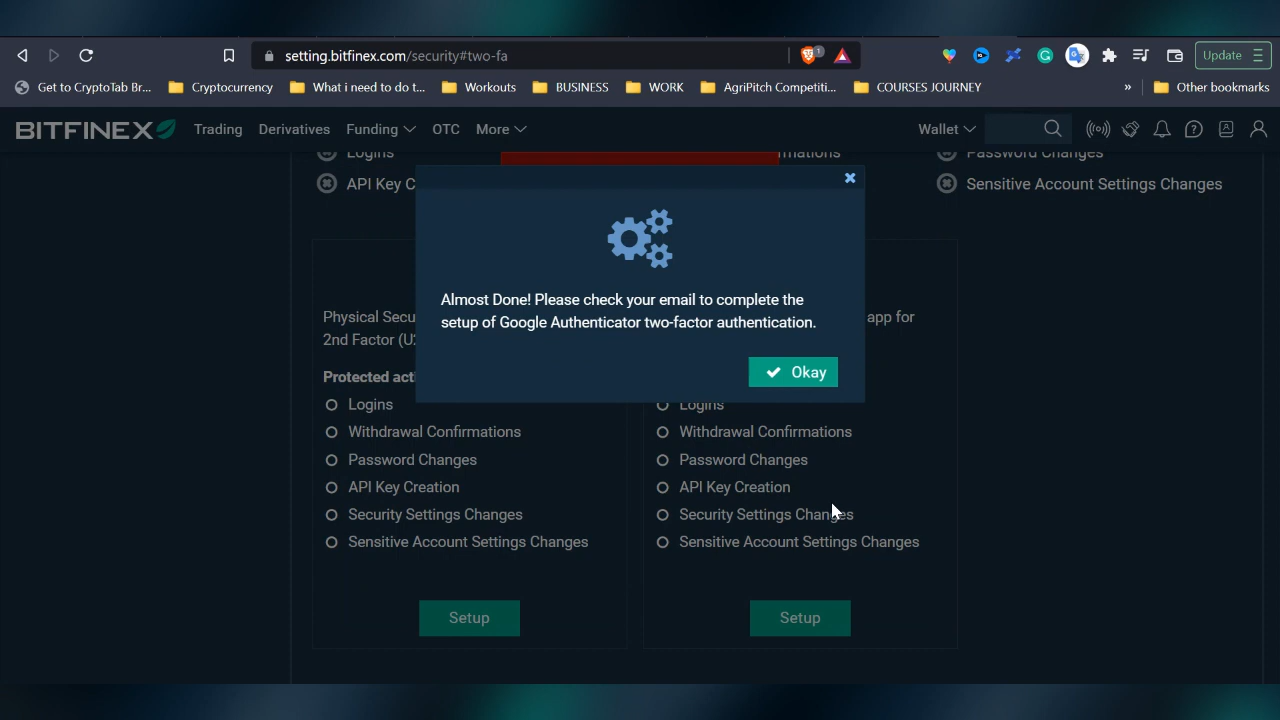 setting.bitfinex.com/security#two-fa
1
Update
Get to CryptoTab Br...
Cryptocurrency
What i need to do t...
Workouts
BUSINESS
WORK
AgriPitch Competiti...
COURSES JOURNEY
»
Other bookmarks
BITFINEX
Trading
Derivatives
Funding
OTC
More
Wallet
Logins
mations
Password Changes
API Key C
Sensitive Account Settings Changes
Almost Done! Please check your email to complete the
setup of Google Authenticator two-factor authentication.
Okay
Physical Secu
2nd Factor (U2
Protected acti
Logins
Withdrawal Confirmations
Password Changes
API Key Creation
Security Settings Changes
Sensitive Account Settings Changes
Setup
app for
Logins
Withdrawal Confirmations
Password Changes
API Key Creation
Security Settings Changes
Sensitive Account Settings Changes
Setup